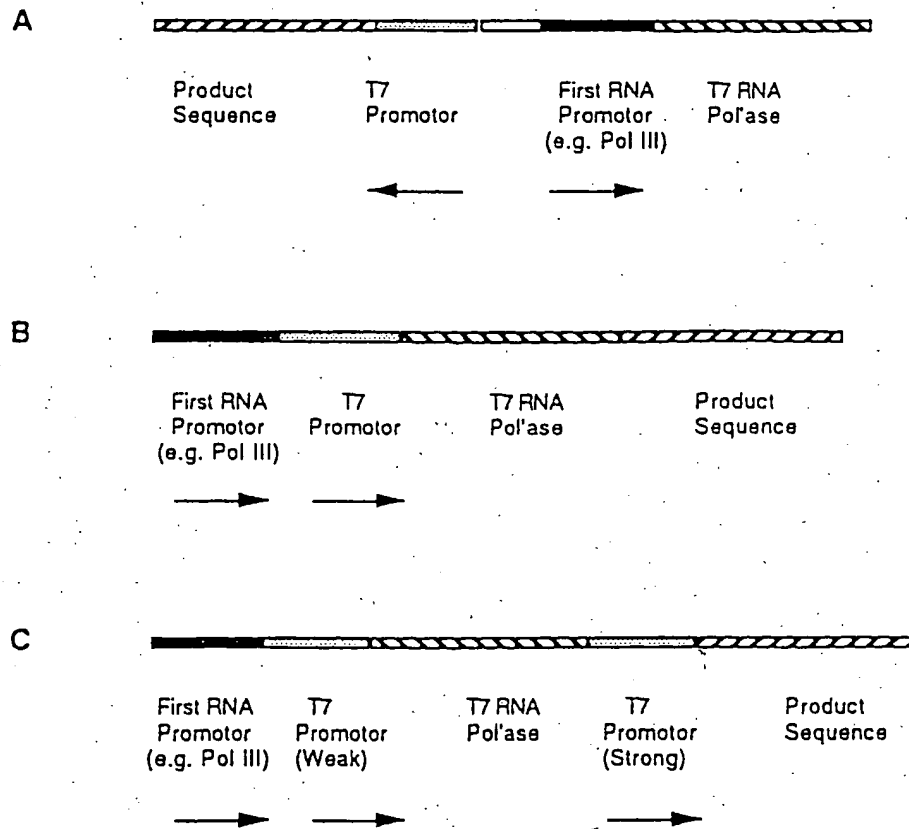 A
Product Sequence
T7 Promotor
First RNA Promotor (e.g. Pol III)
T7 RNA Pol'ase
B
First RNA Promotor (e.g. Pol III)
T7 Promotor
T7 RNA Pol'ase
Product Sequence
C
First RNA Promotor (e.g. Pol III)
T7 Promotor (Weak)
T7 RNA Pol'ase
T7 Promotor (Strong)
Product Sequence